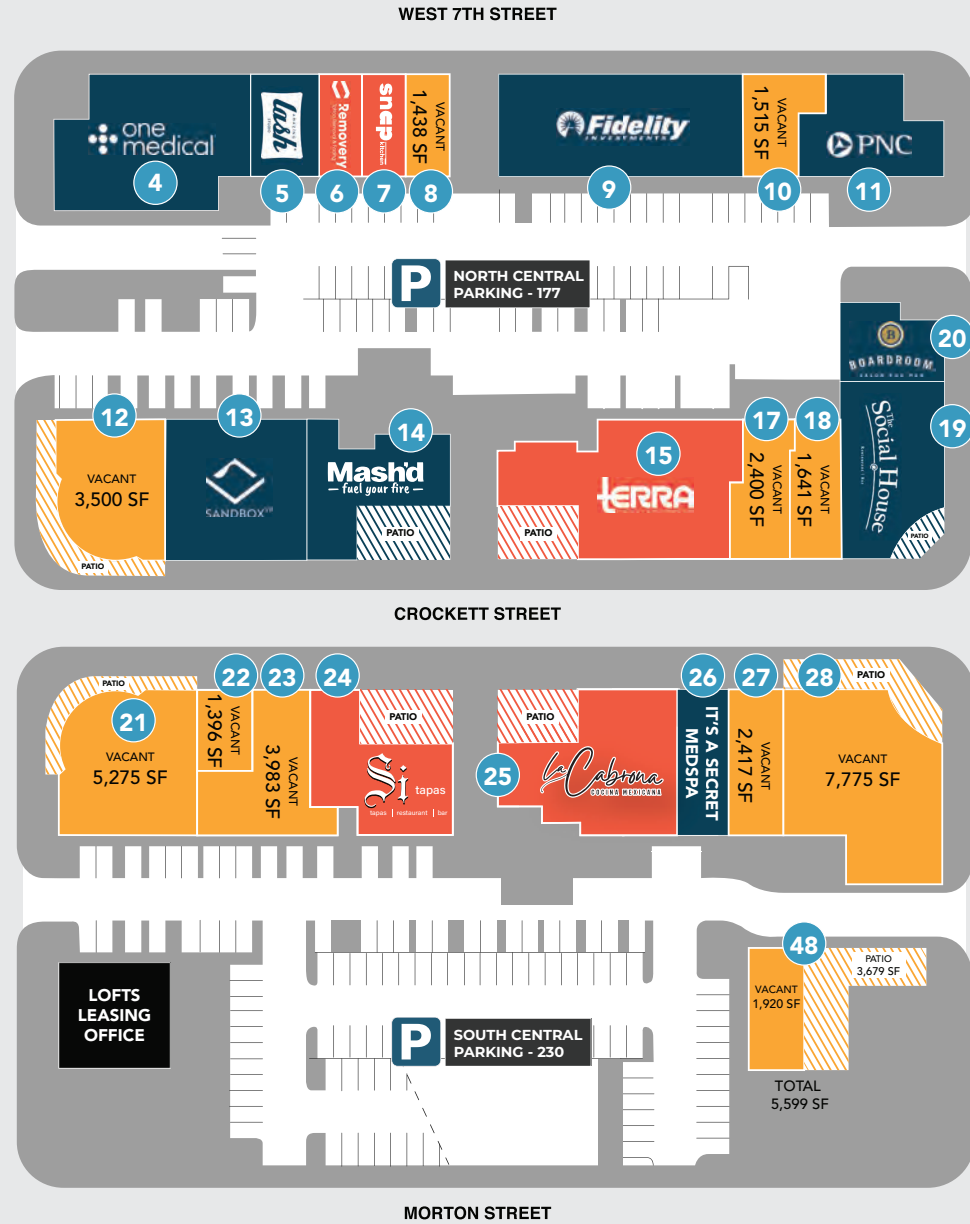 WEST 7TH STREET
one
medical
4
Lash
5
Removery
6
snap
kitchen
7
VACANT
1,438 SF
8
Fidelity
INVESTMENTS
9
VACANT
1,515 SF
10
PNC
11
P
NORTH CENTRAL
PARKING - 177
B
BOARDROOM
20
12
VACANT
3,500 SF
PATIO
13
SANDBOX
14
Mash'd
fuel your fire
PATIO
15
TERRA
PATIO
17
VACANT
2,400 SF
18
VACANT
1,641 SF
19
The
Social House
PATIO
CROCKETT STREET
PATIO
21
VACANT
5,275 SF
22
VACANT
1,396 SF
23
VACANT
3,983 SF
24
PATIO
Si
tapas
tapas | restaurant | bar
25
PATIO
La Cabrona
COCINA MEXICANA
26
IT'S A SECRET
MEDSPA
27
VACANT
2,417 SF
28
PATIO
VACANT
7,775 SF
LOFTS
LEASING
OFFICE
P
SOUTH CENTRAL
PARKING - 230
48
VACANT
1,920 SF
PATIO
3,679 SF
TOTAL
5,599 SF
MORTON STREET